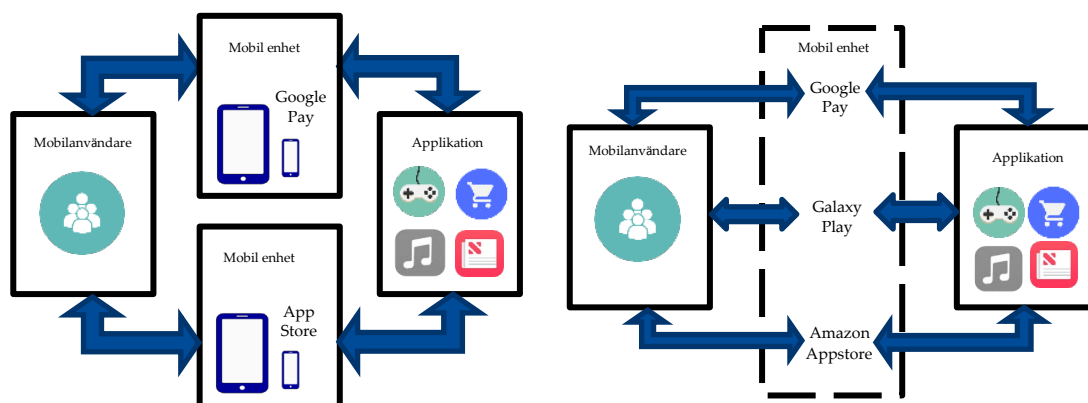 Mobil enhet
Google
Pay
Mobilanvändare
Applikation
Mobil enhet
App
Store
Mobil enhet
Google
Pay
Mobilanvändare
Applikation
Galaxy
Play
Amazon
Appstore